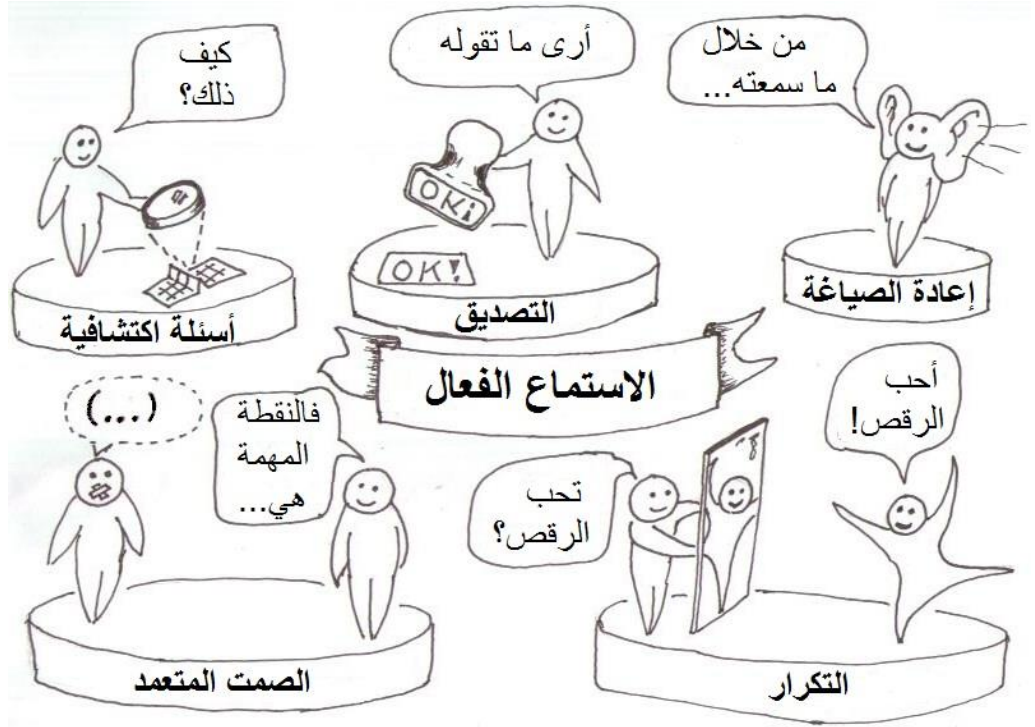 من خلال
ما سمعته...
إعادة الصياغة
أرى ما تقوله
OK!
OK!
التصديق
كيف
ذلك؟
أسئلة اكتشافية
الاستماع الفعال
أحب
الرقص!
تحب
الرقص؟
التكرار
فالنقطة
المهمة
هي...
(...)
الصمت المتعمد